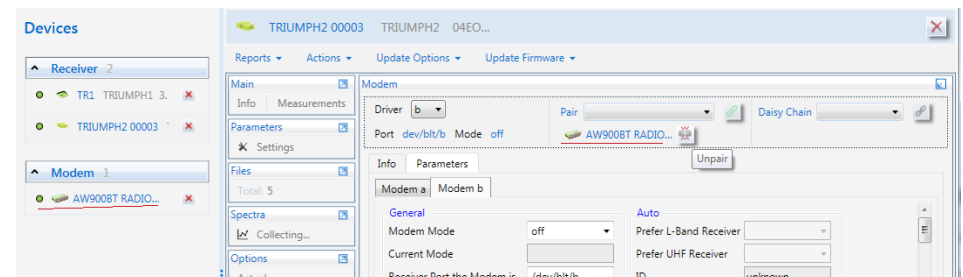 Devices
Receiver 2
TR1 TRIUMPH1 3.
TRIUMPH2 00003
Modem 1
AW900BT RADIO...
TRIUMPH2 00003 TRIUMPH2 04EO...
Reports Actions Update Options Update Firmware
Main
Info Measurements
Parameters
Settings
Files
Total: 5
Spectra
Collecting...
Options
Modem
Driver b Pair Daisy Chain
Port dev/blt/b Mode off AW900BT RADIO...
Unpair
Info Parameters
Modem a Modem b
General Auto
Modem Mode off Prefer L-Band Receiver
Current Mode Prefer UHF Receiver
Receiver Port the Modem is /dev/blt/b ID unknown